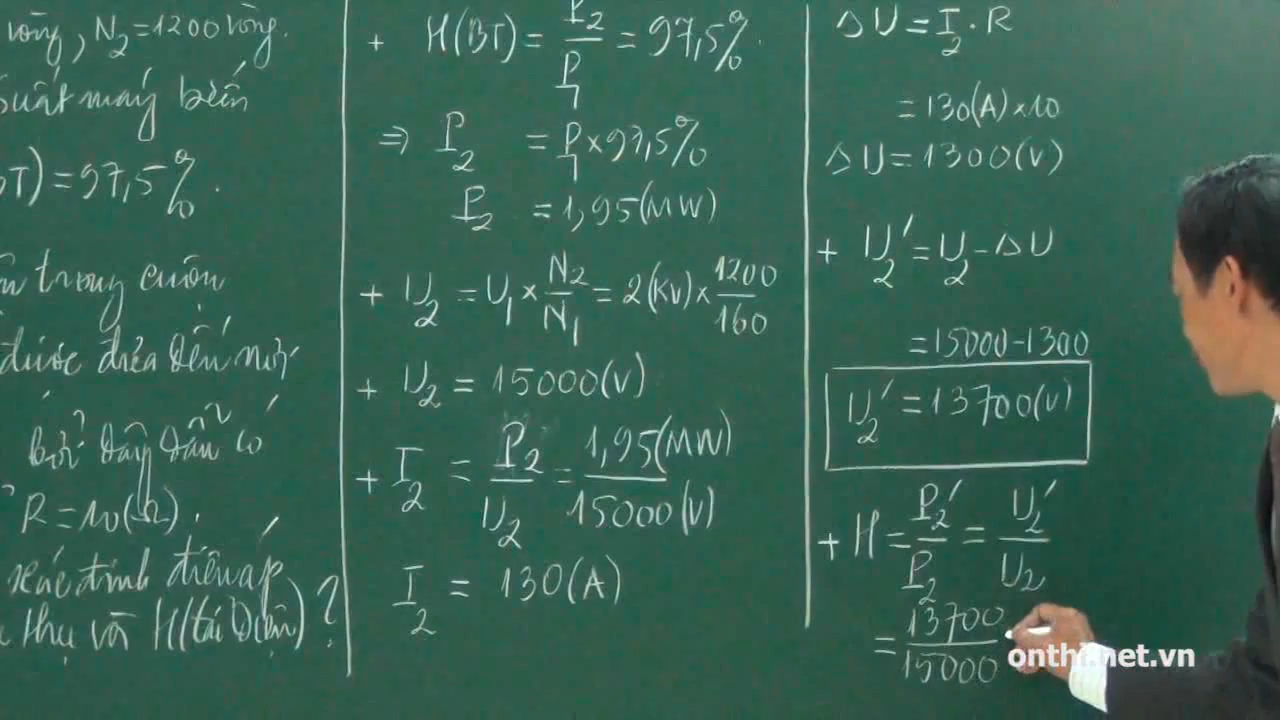 vòng, N₂=1200 vòng.
suất máy biến
BT) = 97,5%.
trong cuộn
được đưa đến nơi
bởi dây dẫn có
R = 10(Ω).
xác định điện áp
thụ và H(tải điện)?
+ H(BT) = P₂/P₁ = 97,5%.
=> P₂ = P₁ × 97,5%
P₂ = 1,95(MW)
+ U₂ = U₁ × N₂/N₁ = 2(KV) × 1200/160
+ U₂ = 15000(V)
+ I₂ = P₂/U₂ = 1,95(MW)/15000(V)
I₂ = 130(A)
ΔU = I₂ . R
= 130(A) × 10
ΔU = 1300(V)
+ U₂' = U₂ - ΔU
= 15000 - 1300
U₂' = 13700(V)
+ H = P₂'/P₂ = U₂'/U₂
= 13700/15000
onthi.net.vn